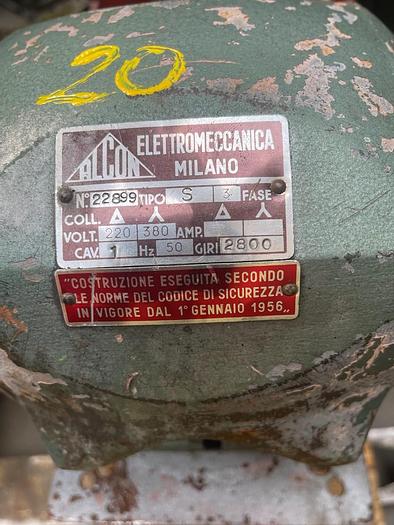 20
ALCON ELETTROMECCANICA
MILANO
N° 22899 TIPO S 3 FASE
COLL. Δ Y Δ Y
VOLT. 220 380 AMP.
CAV. 1 Hz 50 GIRI 2800
"COSTRUZIONE ESEGUITA SECONDO
LE NORME DEL CODICE DI SICUREZZA
IN VIGORE DAL 1° GENNAIO 1956„